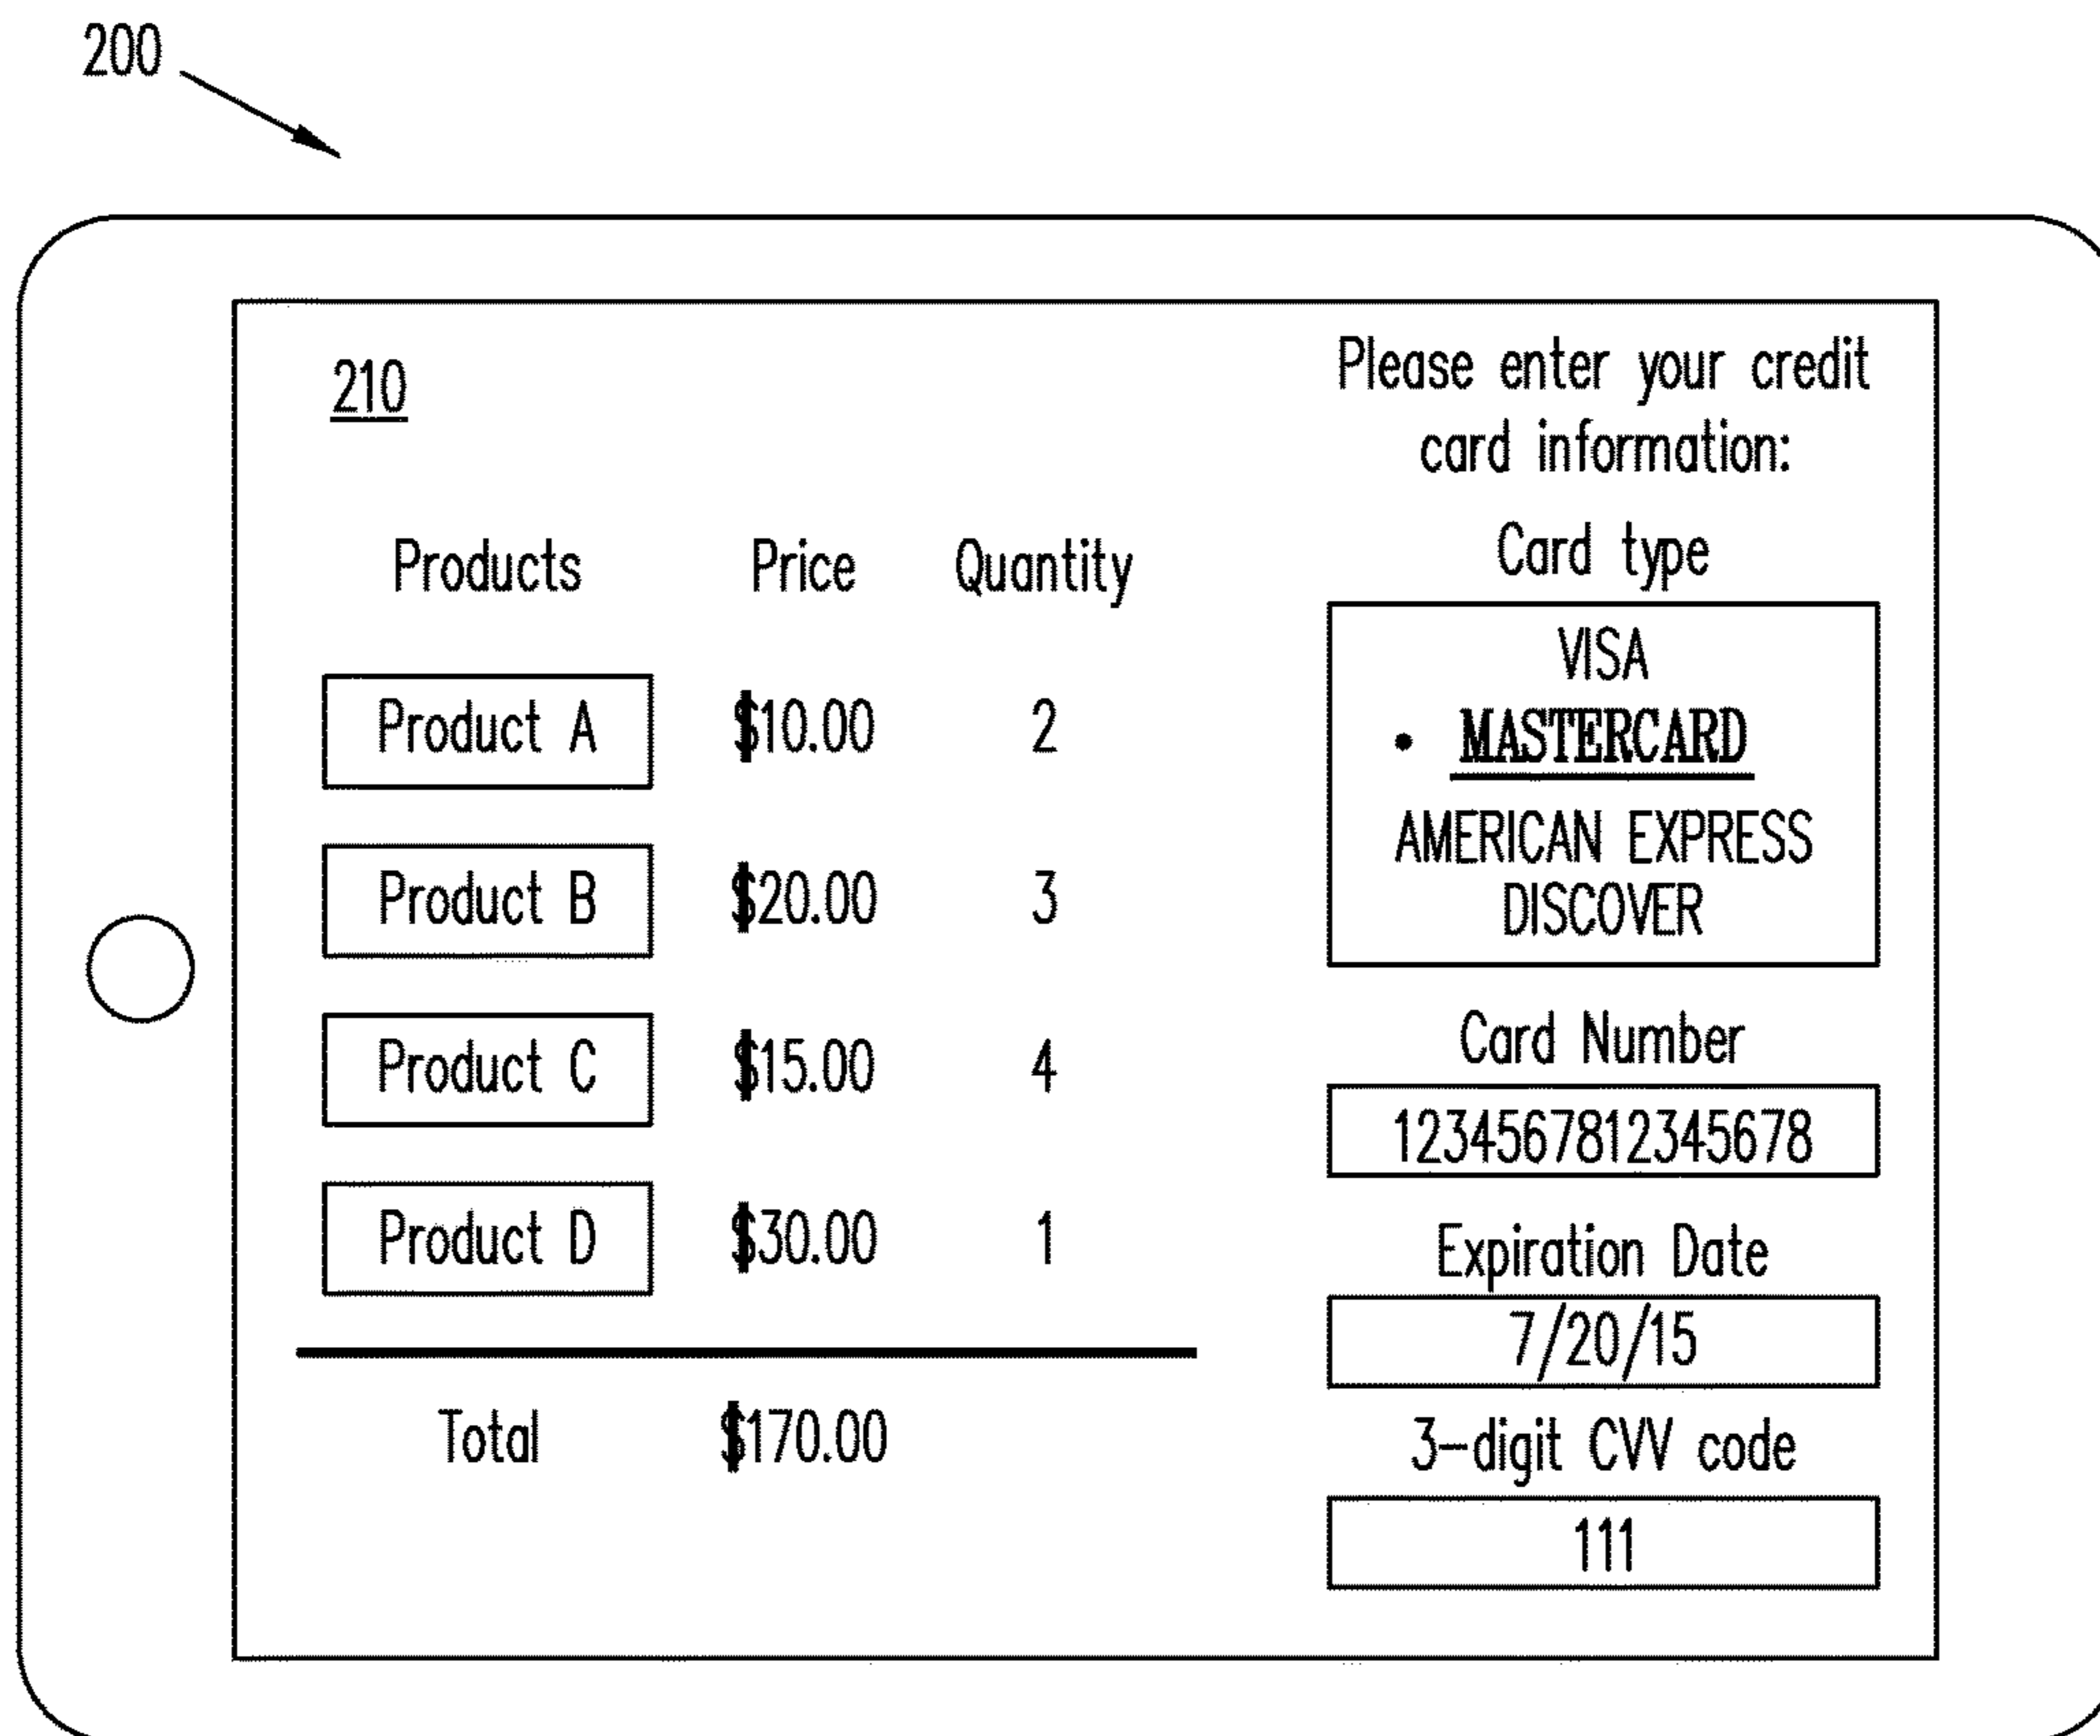 200
210
Products Price Quantity
Product A $10.00 2
Product B $20.00 3
Product C $15.00 4
Product D $30.00 1
Total $170.00
Please enter your credit
card information:
Card type
VISA
• MASTERCARD
AMERICAN EXPRESS
DISCOVER
Card Number
1234567812345678
Expiration Date
7/20/15
3-digit CVV code
111